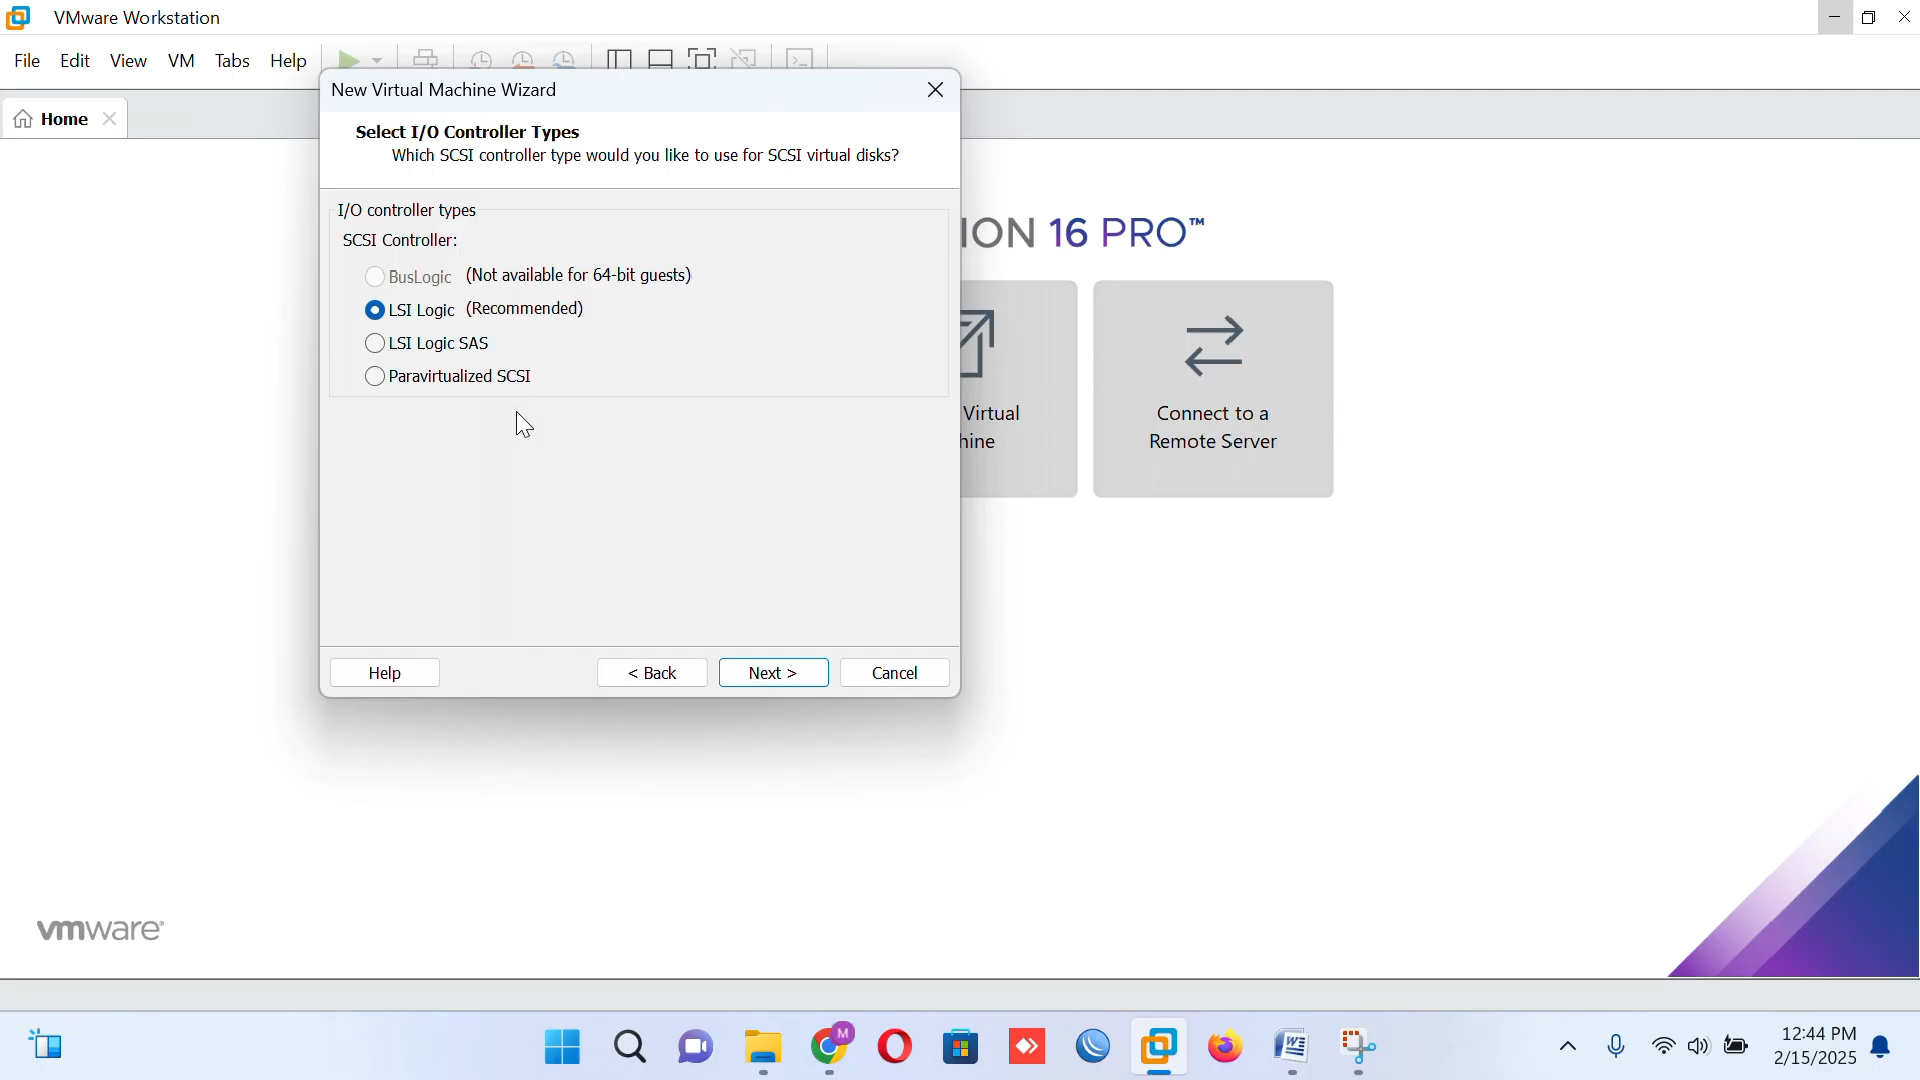 VMware Workstation
File Edit View VM Tabs Help
New Virtual Machine Wizard
Home
Select I/O Controller Types
Which SCSI controller type would you like to use for SCSI virtual disks?
I/O controller types
SCSI Controller:
BusLogic (Not available for 64-bit guests)
LSI Logic (Recommended)
LSI Logic SAS
Paravirtualized SCSI
Help
< Back
Next >
Cancel
ION 16 PRO™
Virtual
hine
Connect to a
Remote Server
vmware®
M
W
12:44 PM
2/15/2025